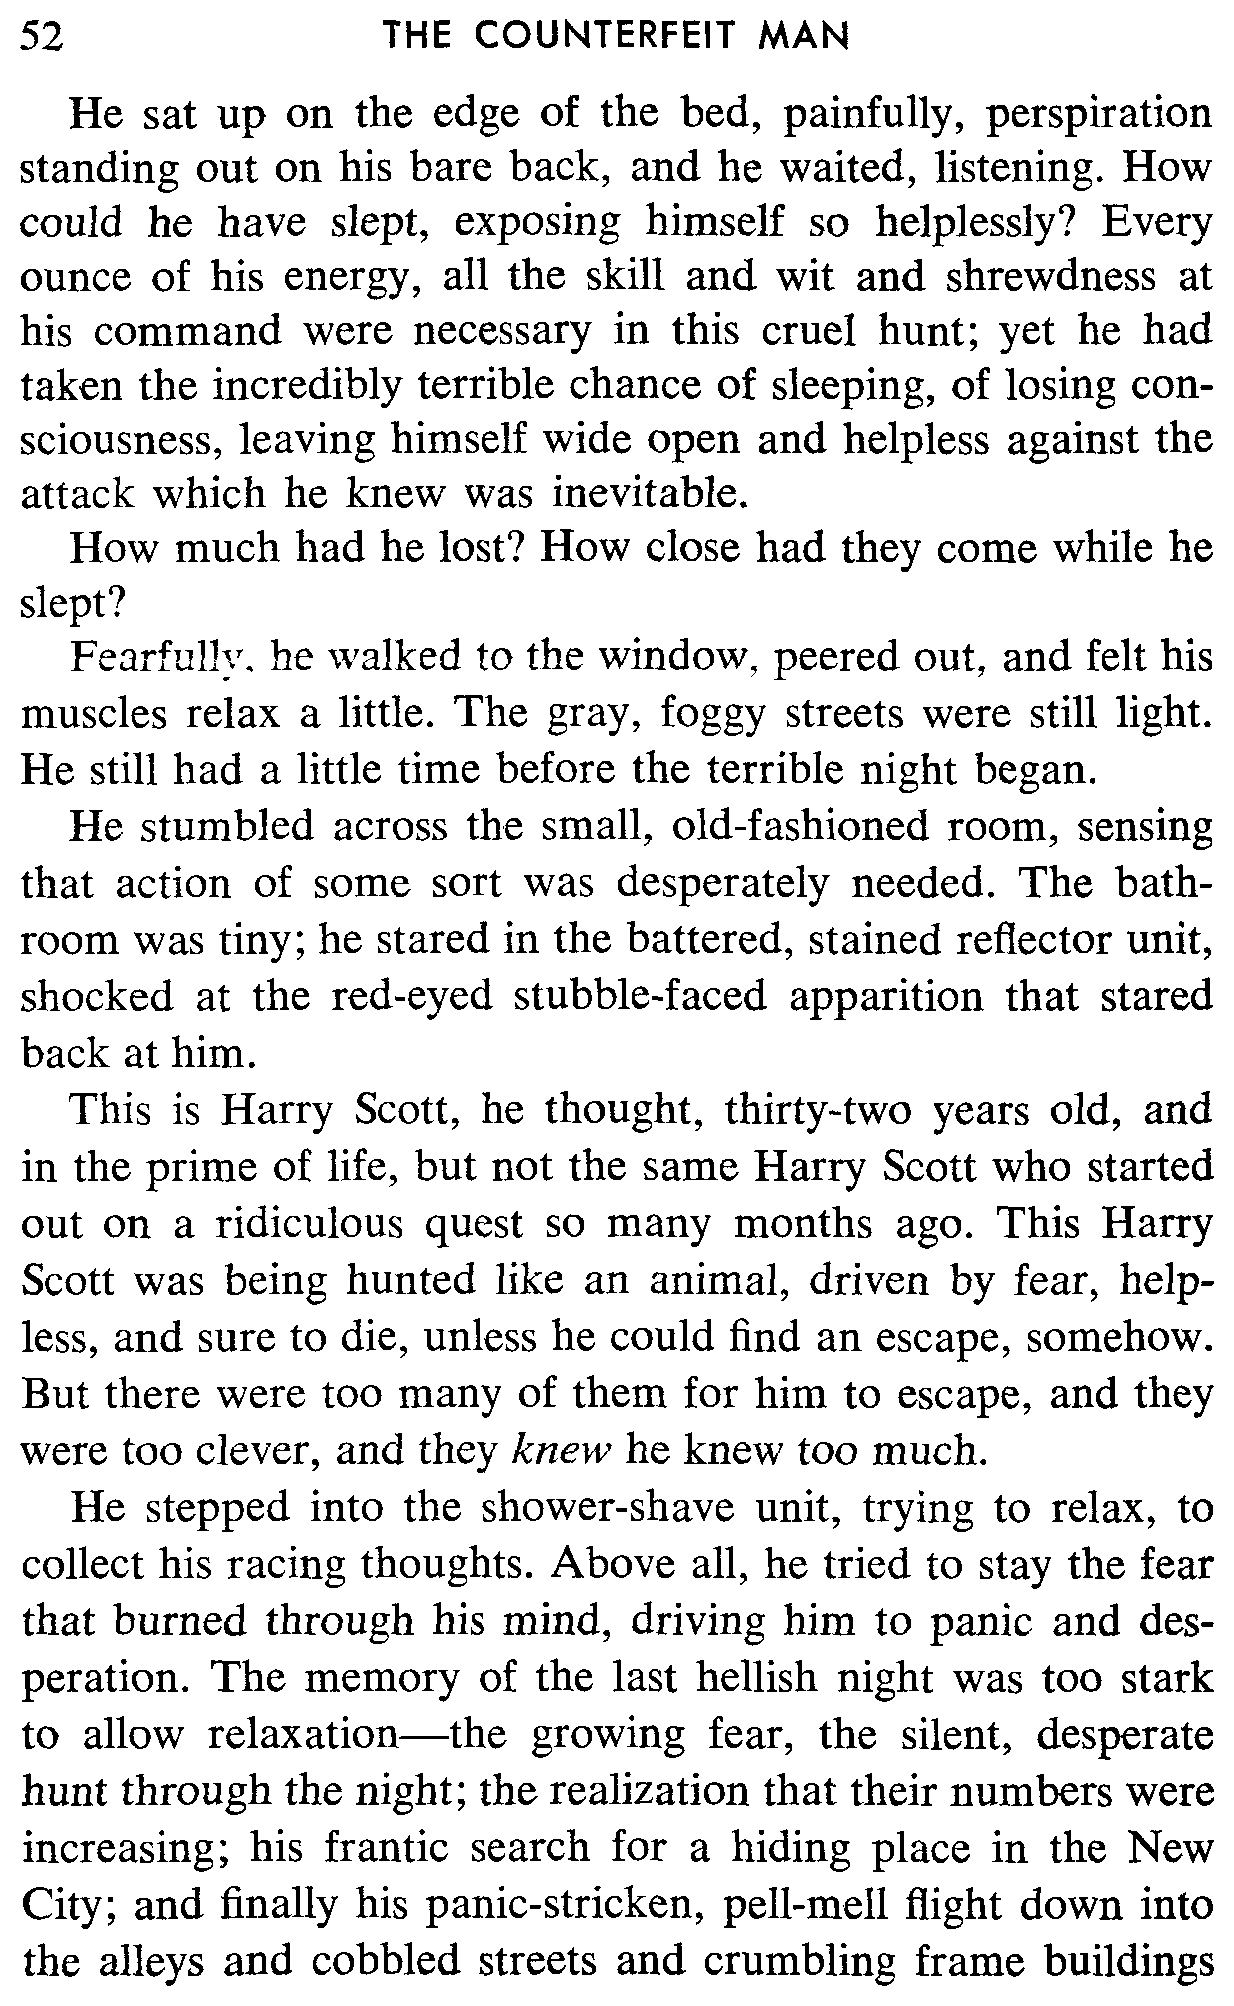 52 THE COUNTERFEIT MAN
He sat up on the edge of the bed, painfully, perspiration
standing out on his bare back, and he waited, listening. How
could he have slept, exposing himself so helplessly? Every
ounce of his energy, all the skill and wit and shrewdness at
his command were necessary in this cruel hunt; yet he had
taken the incredibly terrible chance of sleeping, of losing con-
sciousness, leaving himself wide open and helpless against the
attack which he knew was inevitable.
How much had he lost? How close had they come while he
slept?
Fearfully, he walked to the window, peered out, and felt his
muscles relax a little. The gray, foggy streets were still light.
He still had a little time before the terrible night began.
He stumbled across the small, old-fashioned room, sensing
that action of some sort was desperately needed. The bath-
room was tiny; he stared in the battered, stained reflector unit,
shocked at the red-eyed stubble-faced apparition that stared
back at him.
This is Harry Scott, he thought, thirty-two years old, and
in the prime of life, but not the same Harry Scott who started
out on a ridiculous quest so many months ago. This Harry
Scott was being hunted like an animal, driven by fear, help-
less, and sure to die, unless he could find an escape, somehow.
But there were too many of them for him to escape, and they
were too clever, and they knew he knew too much.
He stepped into the shower-shave unit, trying to relax, to
collect his racing thoughts. Above all, he tried to stay the fear
that burned through his mind, driving him to panic and des-
peration. The memory of the last hellish night was too stark
to allow relaxation—the growing fear, the silent, desperate
hunt through the night; the realization that their numbers were
increasing; his frantic search for a hiding place in the New
City; and finally his panic-stricken, pell-mell flight down into
the alleys and cobbled streets and crumbling frame buildings